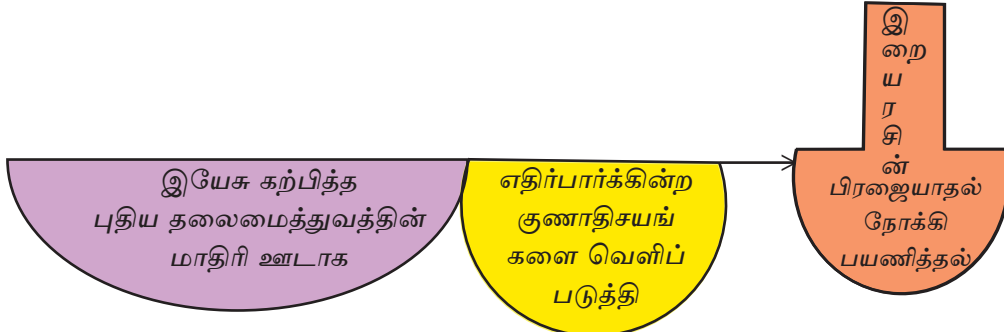 இயேசு கற்பித்த
புதிய தலைமைத்துவத்தின்
மாதிரி ஊடாக
எதிர்பார்க்கின்ற
குணாதிசயங்
களை வெளிப்
படுத்தி
இ
றை
ய
ர
சி
ன்
பிரஜையாதல்
நோக்கி
பயணித்தல்